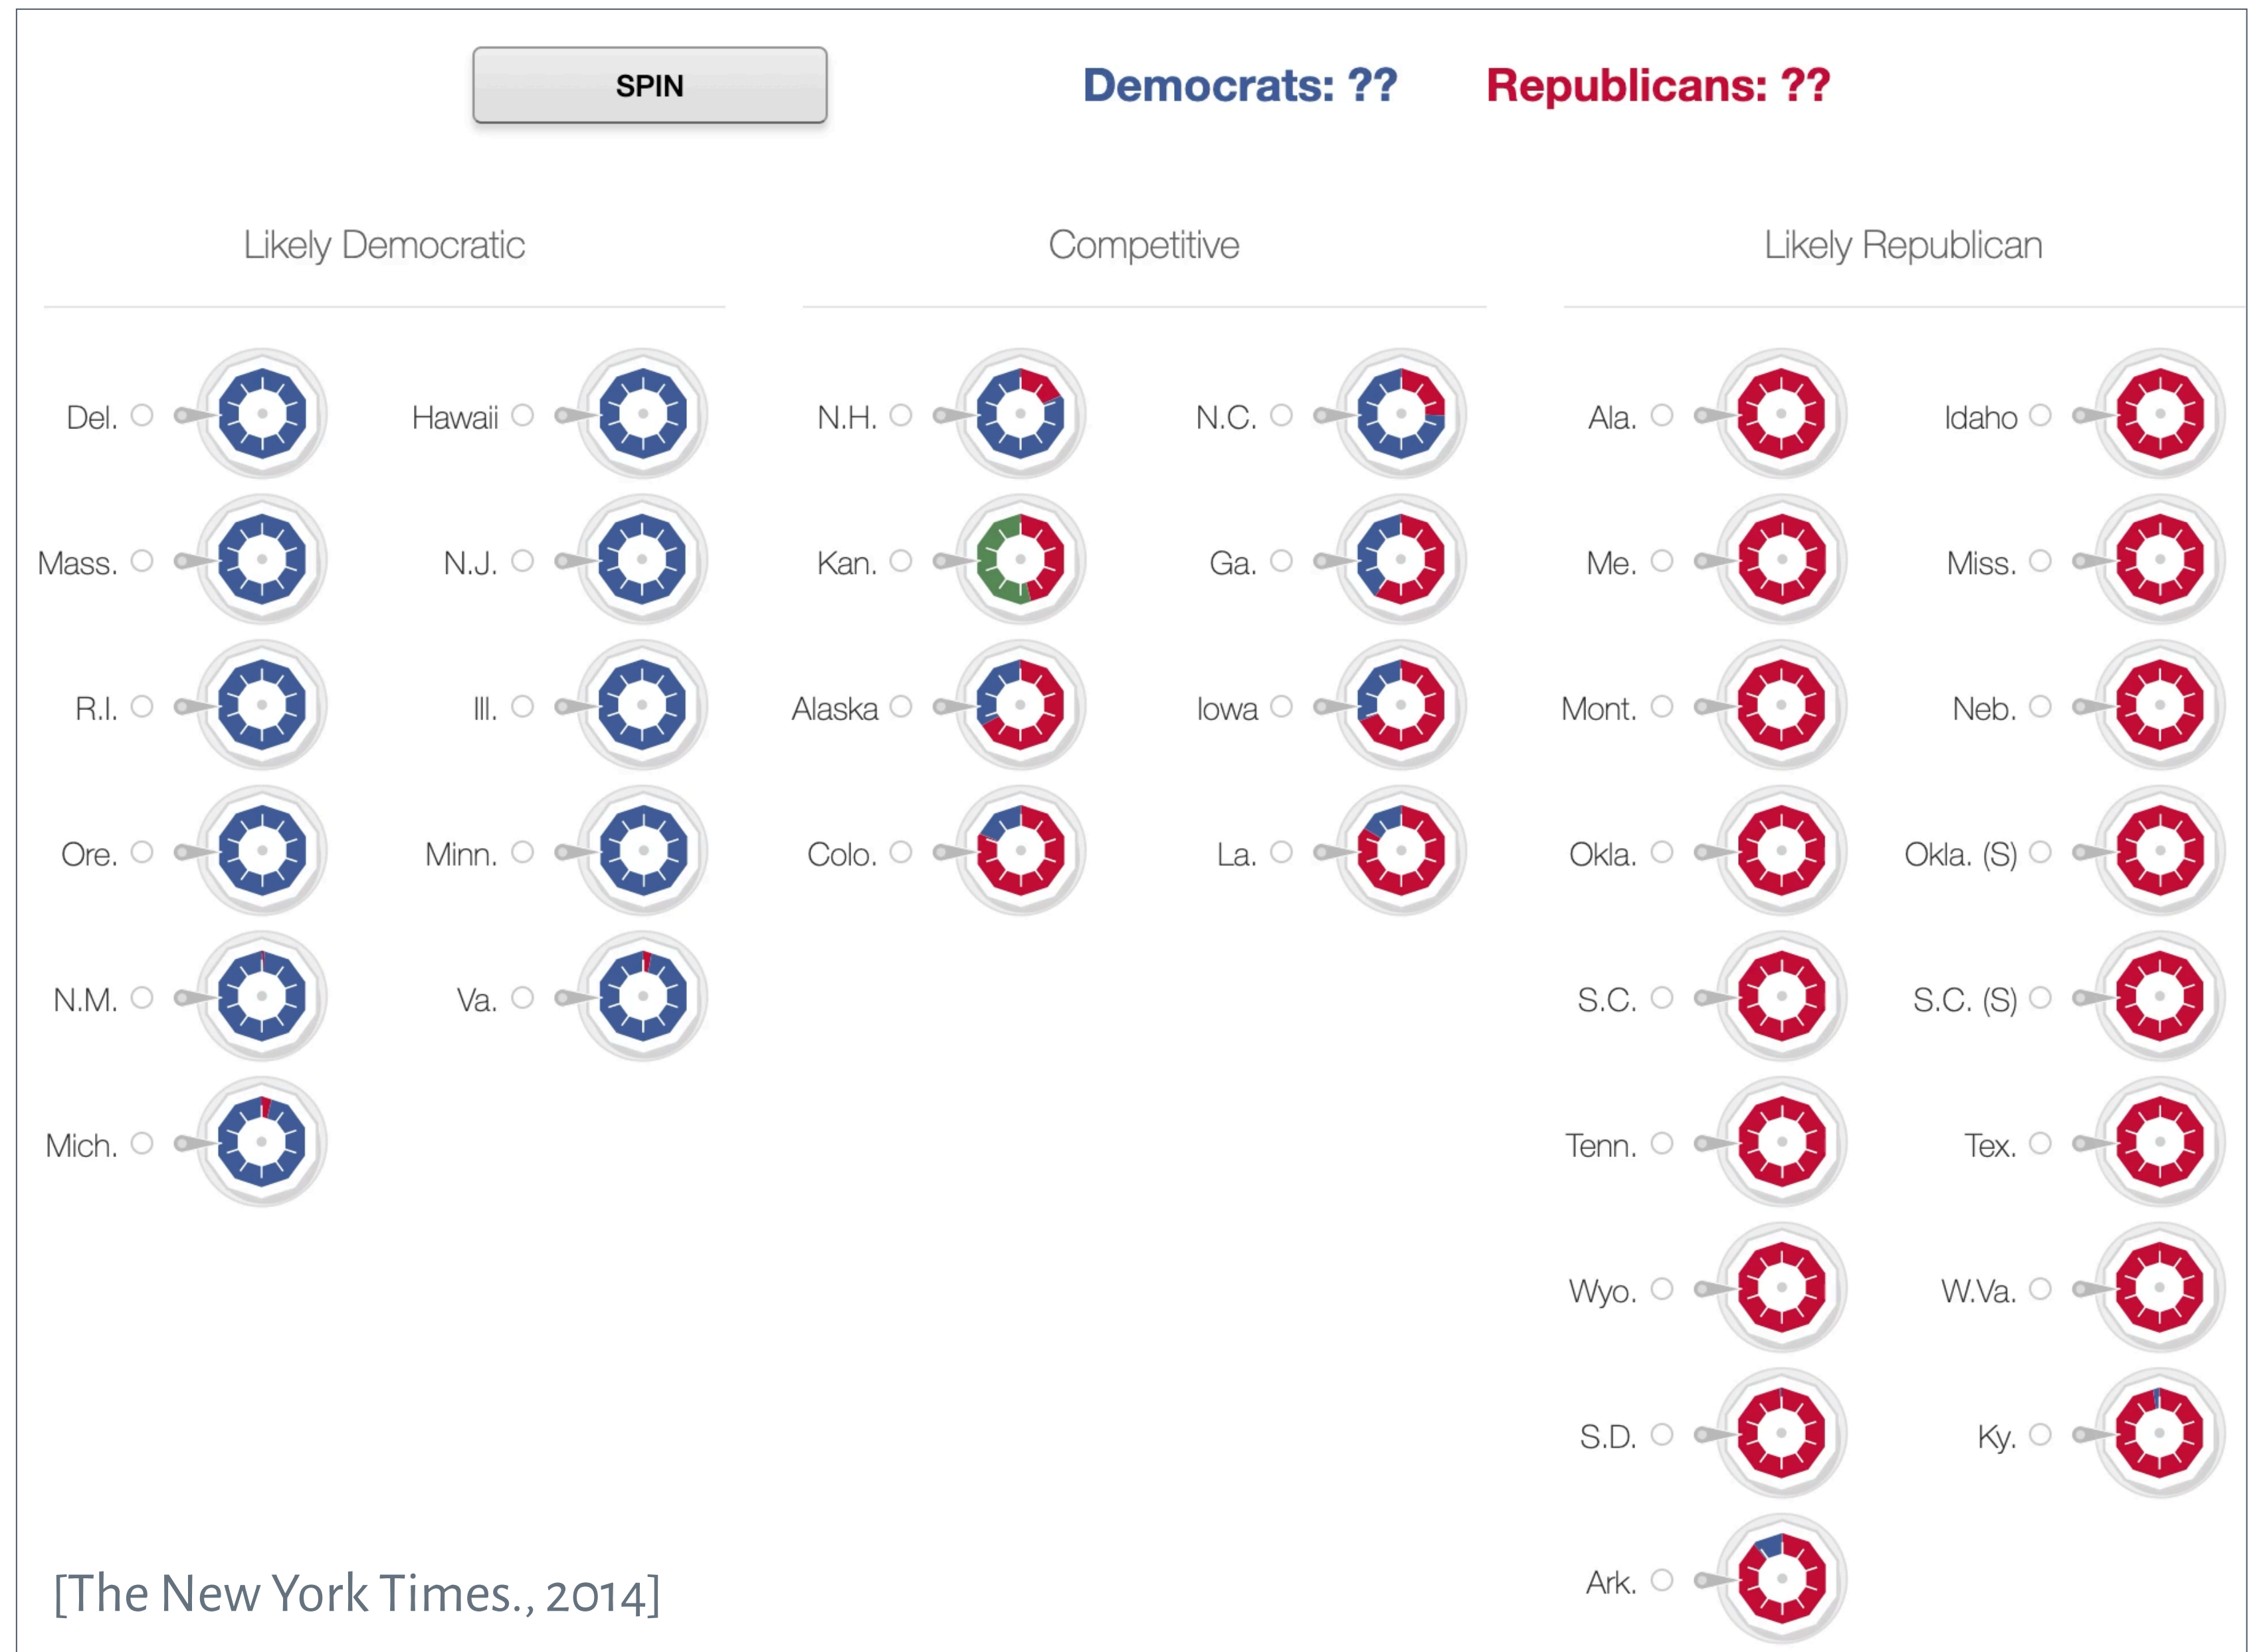 SPIN Democrats: ?? Republicans: ??
Likely Democratic Competitive Likely Republican
Del. Hawaii N.H. N.C. Ala. Idaho
Mass. N.J. Kan. Ga. Me. Miss.
R.I. Ill. Alaska Iowa Mont. Neb.
Ore. Minn. Colo. La. Okla. Okla. (S)
N.M. Va. S.C. S.C. (S)
Mich. Tenn. Tex.
Wyo. W.Va.
S.D. Ky.
Ark.
[The New York Times., 2014]